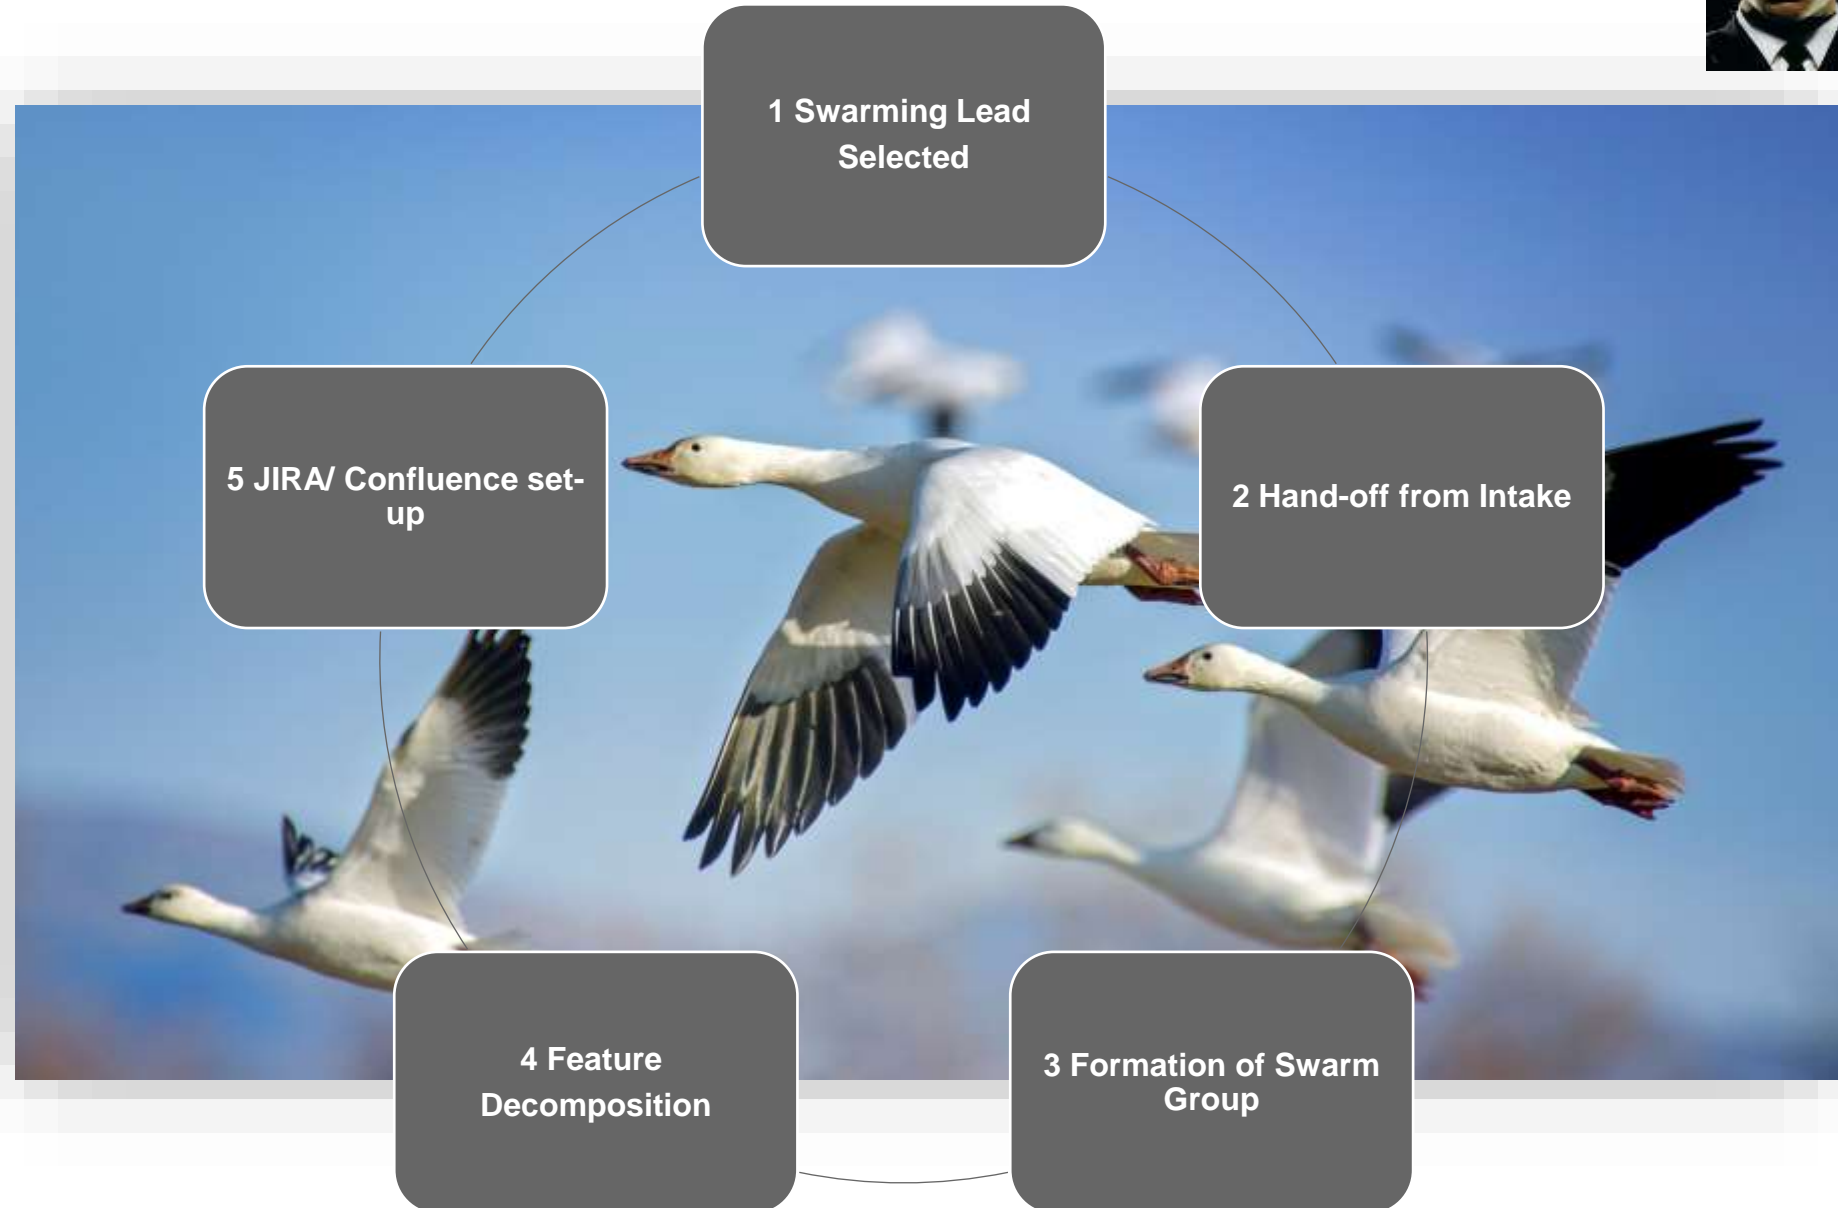 1 Swarming Lead
Selected
2 Hand-off from Intake
3 Formation of Swarm
Group
4 Feature
Decomposition
5 JIRA/ Confluence set-
up